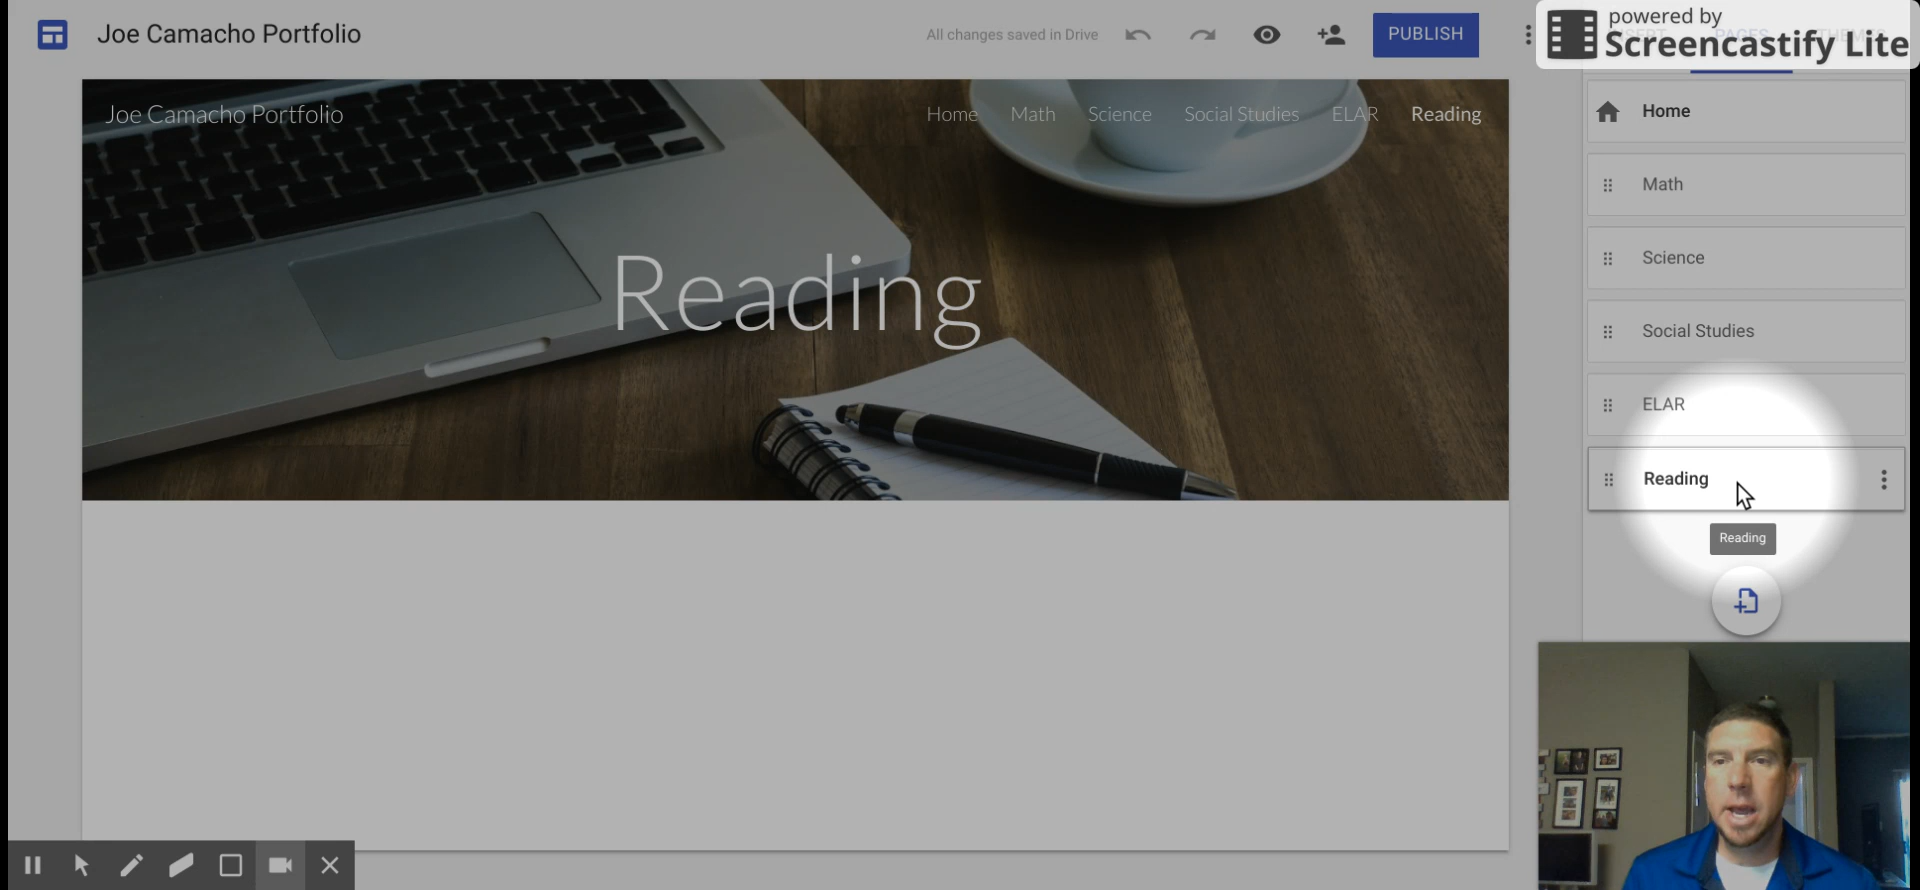 Joe Camacho Portfolio
All changes saved in Drive
PUBLISH
powered by
Screencastify Lite
Joe Camacho Portfolio
Home
Math
Science
Social Studies
ELAR
Reading
Reading
Home
Math
Science
Social Studies
ELAR
Reading
Reading